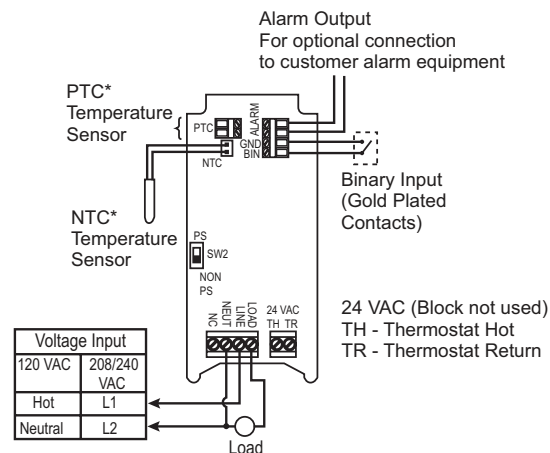 Alarm Output
For optional connection
to customer alarm equipment
PTC*
Temperature
Sensor
PTC
ALARM
GND
BIN
NTC
Binary Input
(Gold Plated
Contacts)
NTC*
Temperature
Sensor
PS
SW2
NON
PS
NC
NEUT
LINE
LOAD
24 VAC
TH TR
24 VAC (Block not used)
TH - Thermostat Hot
TR - Thermostat Return
Voltage Input
120 VAC
208/240
VAC
Hot
L1
Neutral
L2
Load